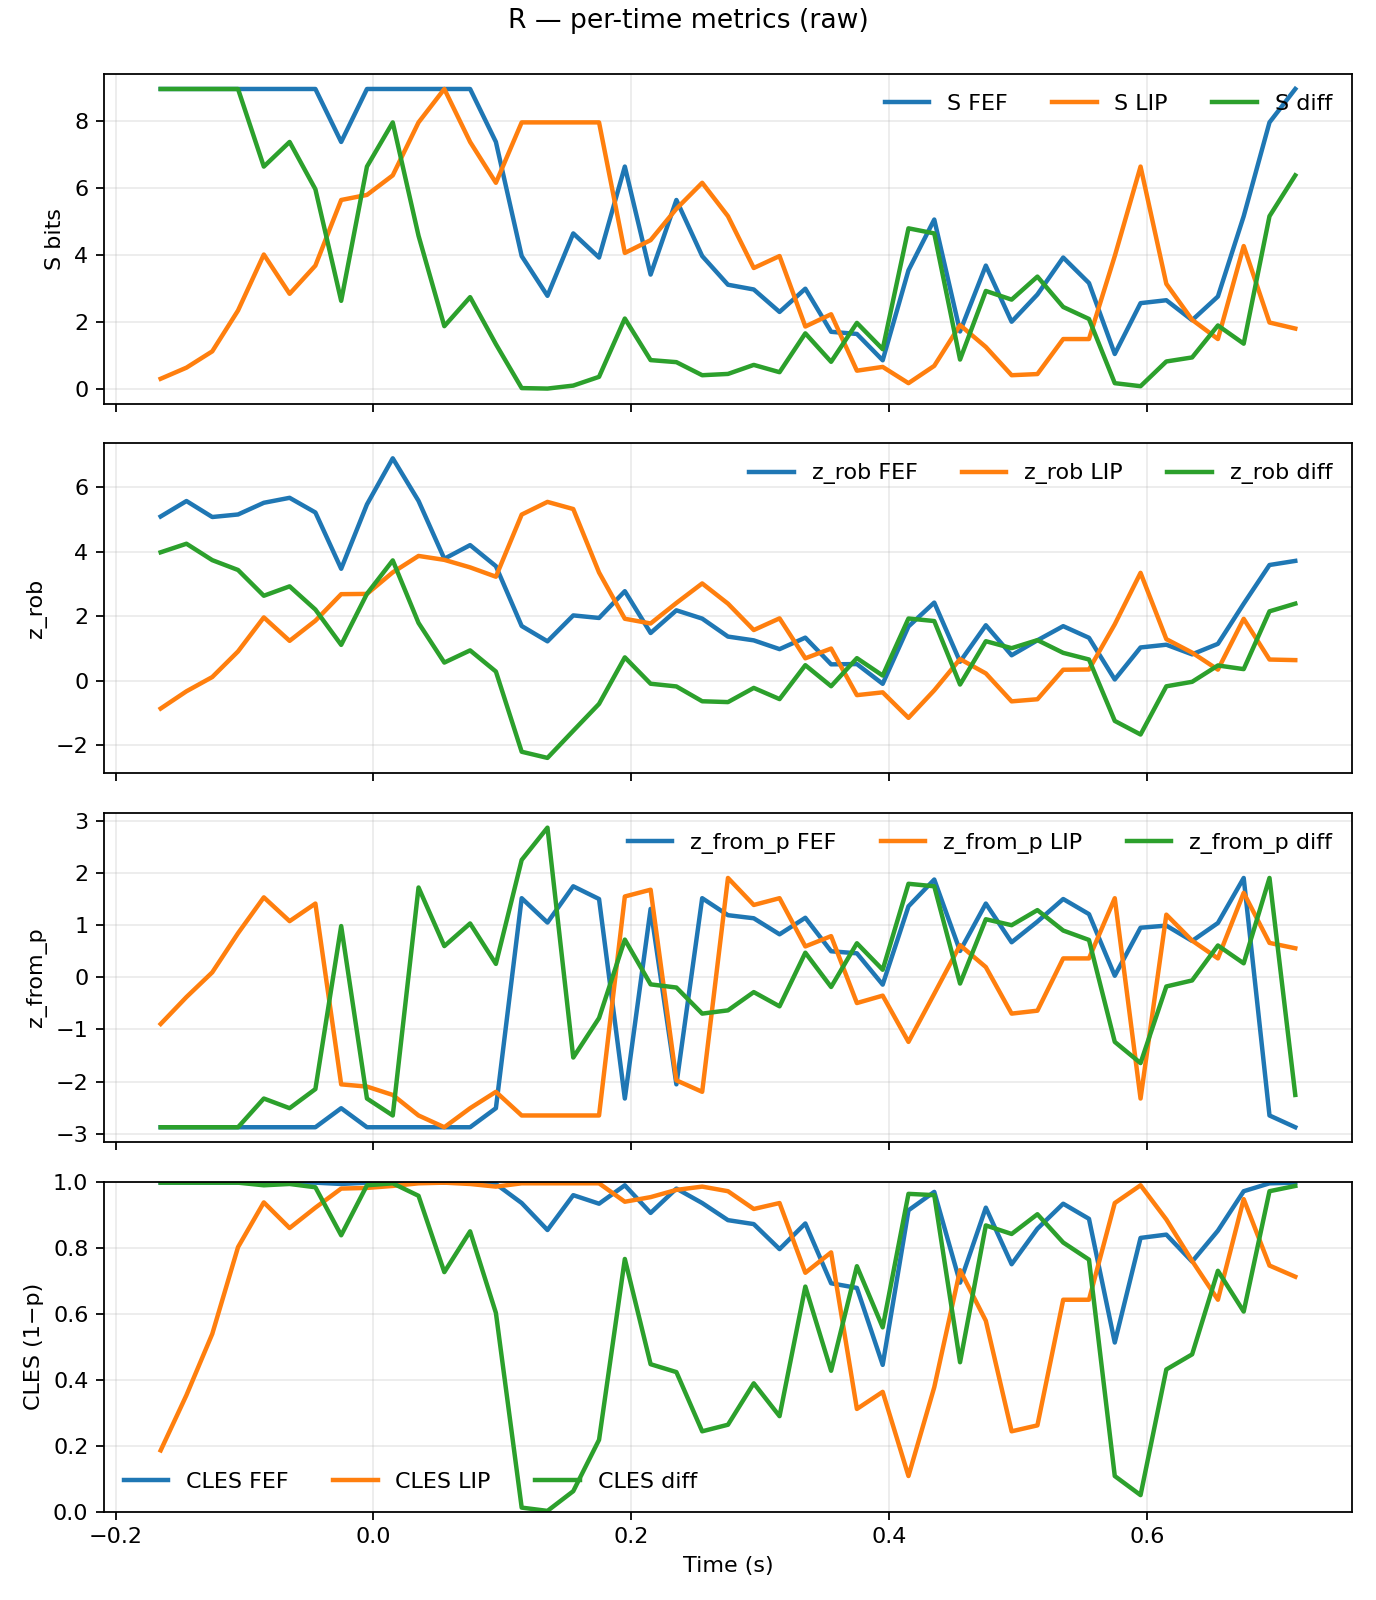 R — per-time metrics (raw)
S FEF S LIP S diff
8
6
4
2
0
S bits
z_rob FEF z_rob LIP z_rob diff
6
4
2
0
−2
z_rob
z_from_p FEF z_from_p LIP z_from_p diff
3
2
1
0
−1
−2
−3
z_from_p
1.0
0.8
0.6
0.4
0.2
0.0
CLES (1−p)
CLES FEF CLES LIP CLES diff
−0.2 0.0 0.2 0.4 0.6
Time (s)